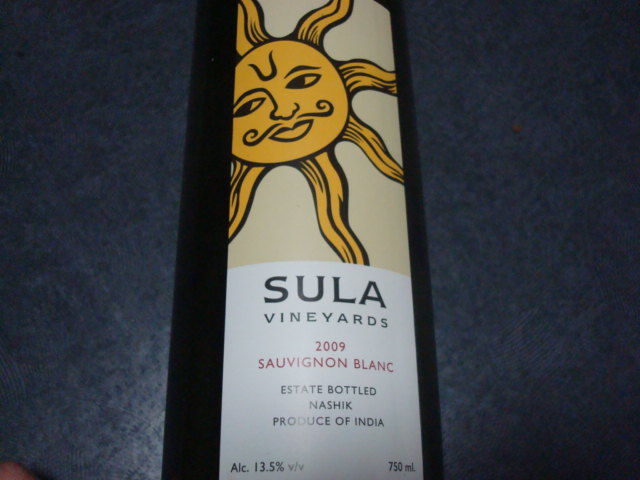 SULA
VINEYARDS
2009
SAUVIGNON BLANC
ESTATE BOTTLED
NASHIK
PRODUCE OF INDIA
Alc. 13.5% v/v 750 ml.